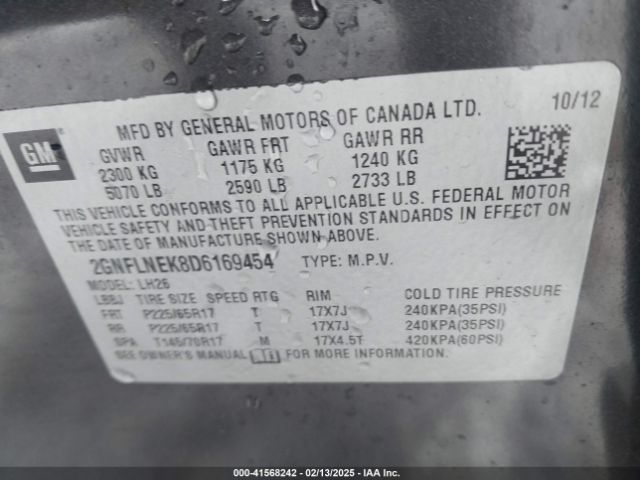 10/12
GM
MFD BY GENERAL MOTORS OF CANADA LTD.
GVWR GAWR FRT GAWR RR
2300 KG 1175 KG 1240 KG
5070 LB 2590 LB 2733 LB
THIS VEHICLE CONFORMS TO ALL APPLICABLE U.S. FEDERAL MOTOR
VEHICLE SAFETY AND THEFT PREVENTION STANDARDS IN EFFECT ON
THE DATE OF MANUFACTURE SHOWN ABOVE.
2GNFLNEK8D6169454 TYPE: M.P.V.
LH26
LBBJ TIRE SIZE SPEED RTG RIM COLD TIRE PRESSURE
FRT P225/65R17 T 17X7J 240KPA(35PSI)
RR P225/65R17 T 17X7J 240KPA(35PSI)
SPA T145/70R17 M 17X4.5T 420KPA(60PSI)
SEE OWNER'S MANUAL FOR MORE INFORMATION
000-41568242 - 02/13/2025 - IAA Inc.